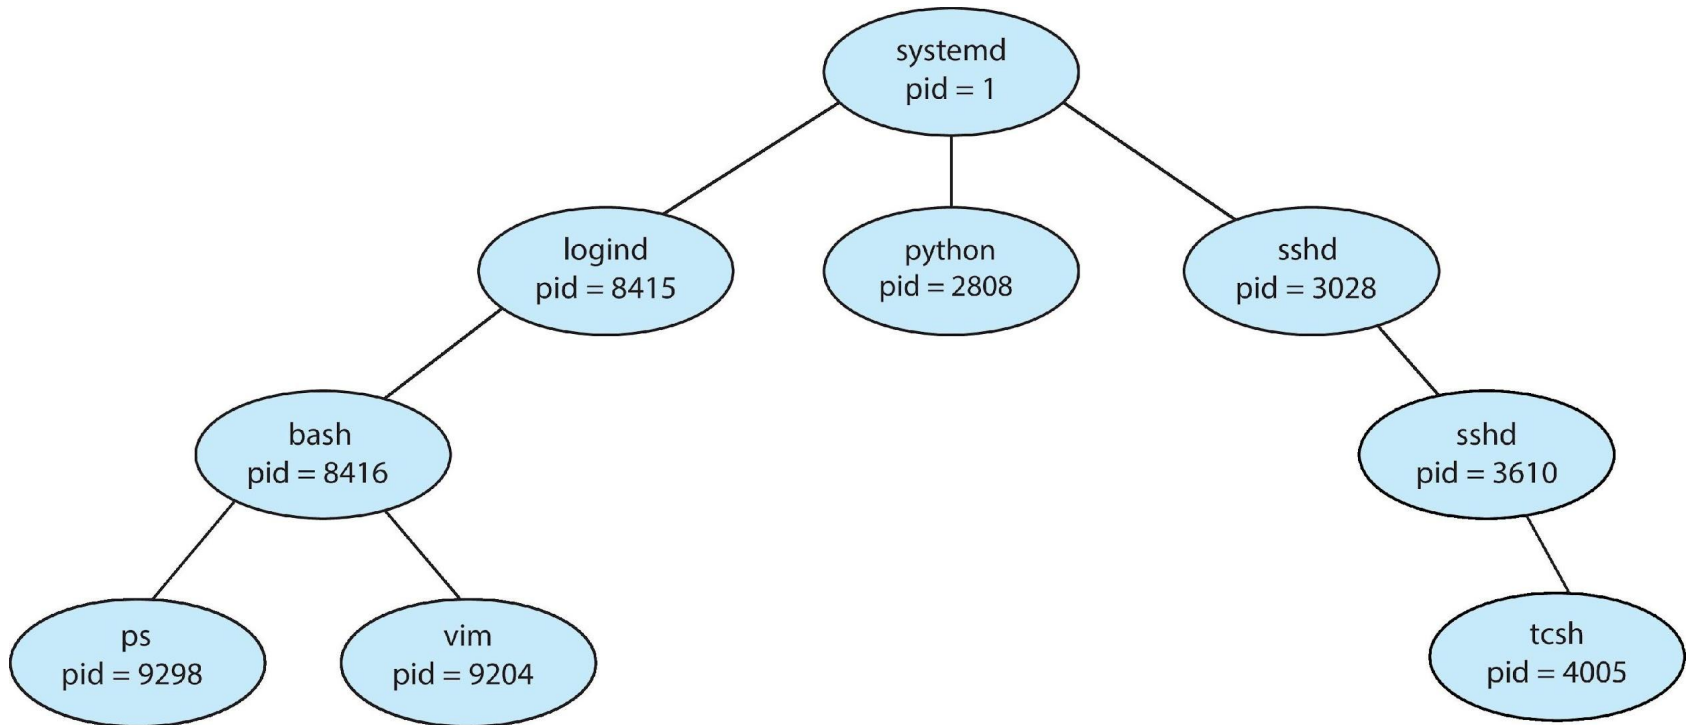 systemd
pid = 1
logind
pid = 8415
python
pid = 2808
sshd
pid = 3028
bash
pid = 8416
sshd
pid = 3610
ps
pid = 9298
vim
pid = 9204
tcsh
pid = 4005